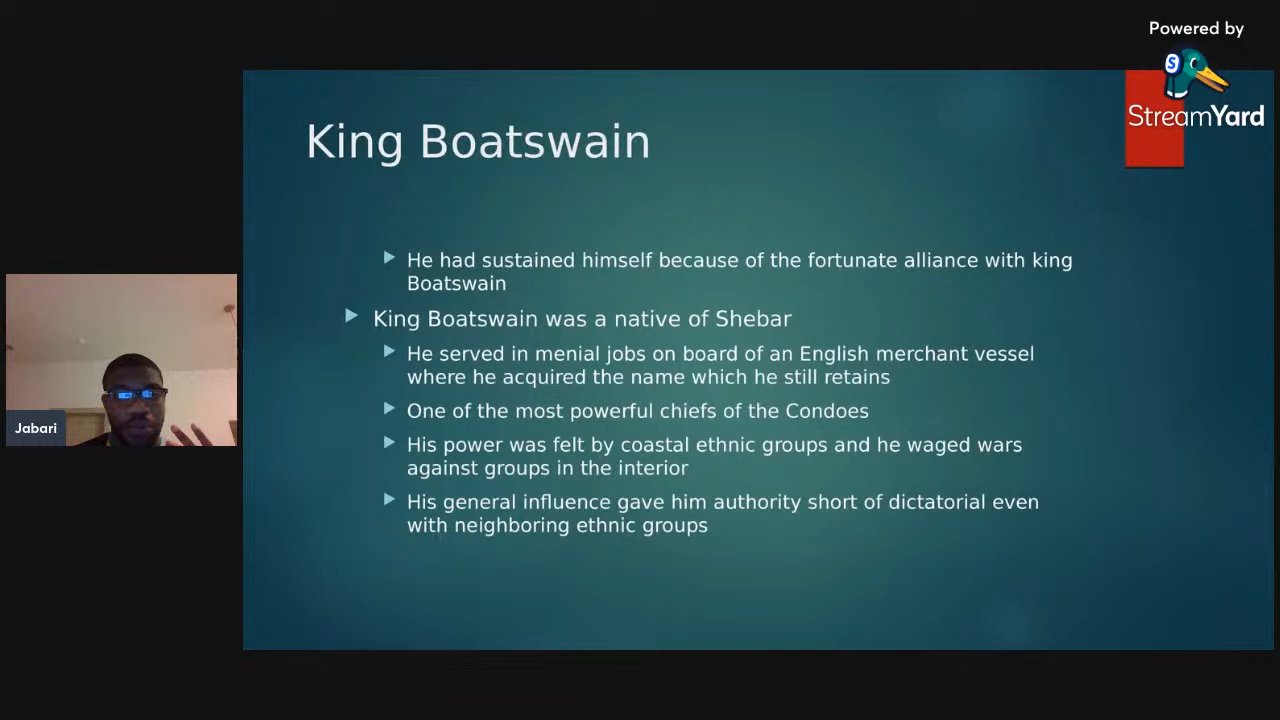 Powered by
S
StreamYard
King Boatswain
He had sustained himself because of the fortunate alliance with king
Boatswain
King Boatswain was a native of Shebar
He served in menial jobs on board of an English merchant vessel
where he acquired the name which he still retains
One of the most powerful chiefs of the Condoes
His power was felt by coastal ethnic groups and he waged wars
against groups in the interior
His general influence gave him authority short of dictatorial even
with neighboring ethnic groups
Jabari